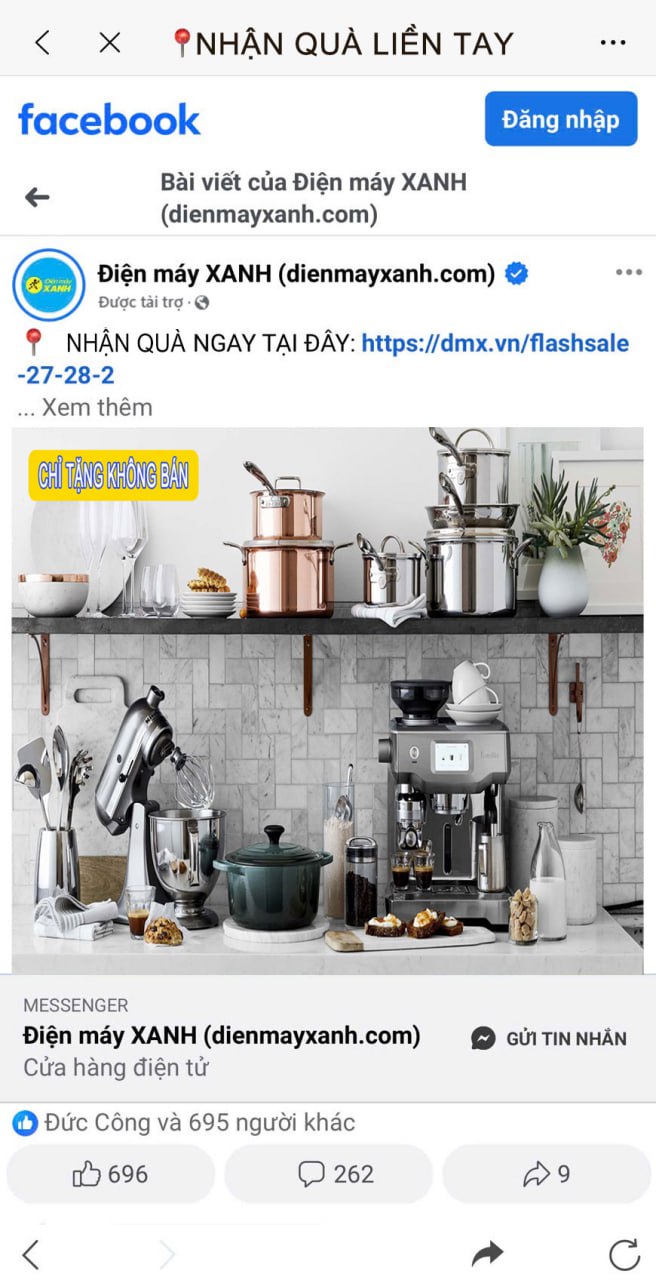 NHẬN QUÀ LIỀN TAY
facebook
Đăng nhập
Bài viết của Điện máy XANH
(dienmayxanh.com)
Điện máy XANH
Điện máy XANH (dienmayxanh.com)
Được tài trợ ·
NHẬN QUÀ NGAY TẠI ĐÂY: https://dmx.vn/flashsale
-27-28-2
... Xem thêm
CHỈ TẶNG KHÔNG BÁN
MESSENGER
Điện máy XANH (dienmayxanh.com)
GỬI TIN NHẮN
Cửa hàng điện tử
Đức Công và 695 người khác
696
262
9